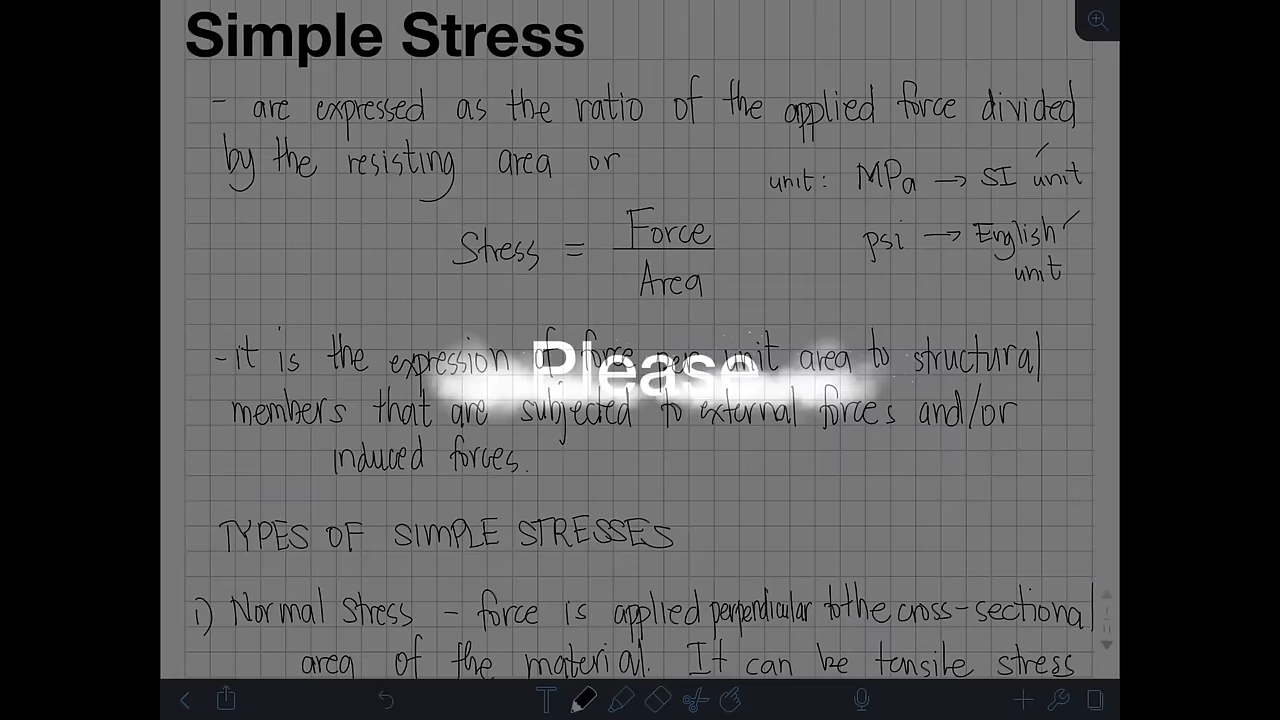 Simple Stress
- are expressed as the ratio of the applied force divided
by the resisting area or
unit: MPa → SI unit
psi → English
unit
Stress = Force
Area
- it is the expression of force per unit area to structural
Please
members that are subjected to external forces and/or
induced forces.
TYPES OF SIMPLE STRESSES
1) Normal Stress - force is applied perpendicular to the cross-sectional
area of the material. It can be tensile stress